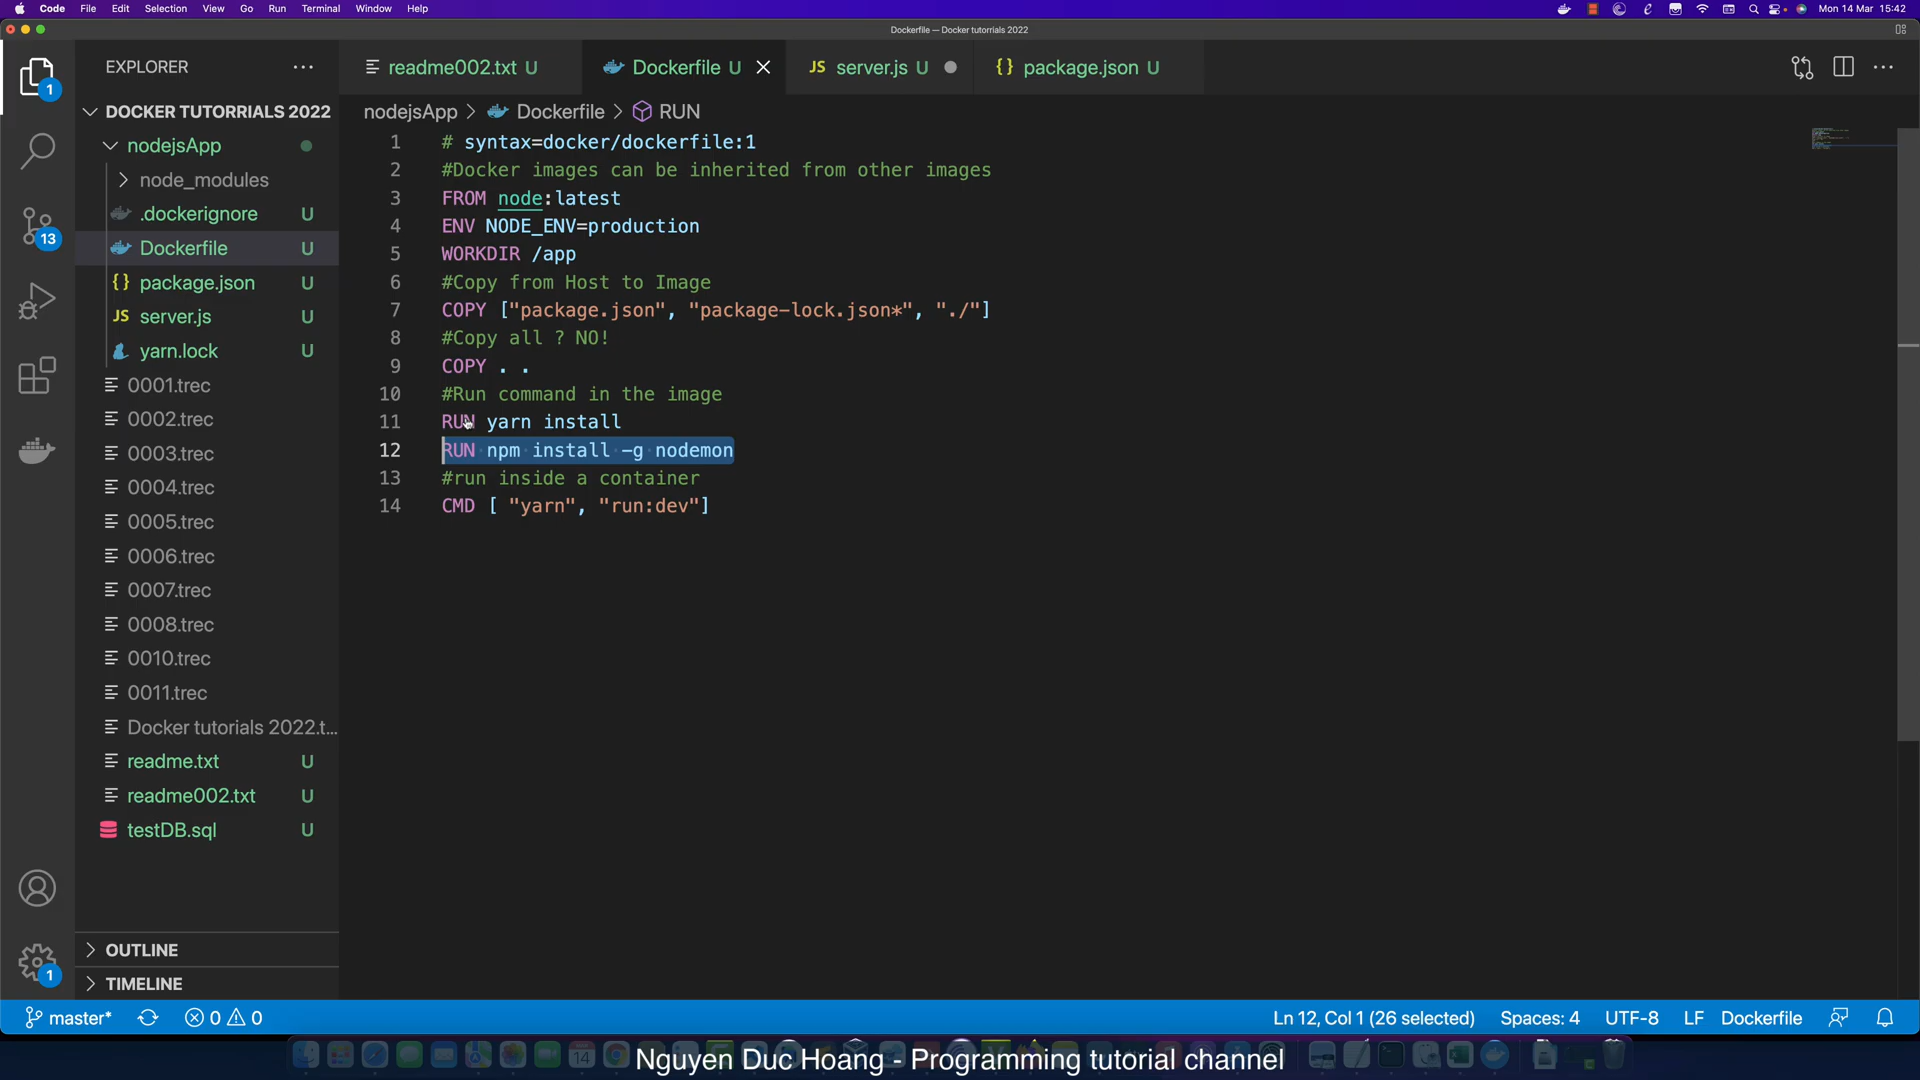 Code File Edit Selection View Go Run Terminal Window Help
Mon 14 Mar 15:42
Dockerfile — Docker tutorrials 2022
EXPLORER
readme002.txt U
Dockerfile U
JS server.js U
{} package.json U
1
DOCKER TUTORRIALS 2022
nodejsApp
node_modules
.dockerignore U
Dockerfile U
{} package.json U
JS server.js U
yarn.lock U
0001.trec
0002.trec
0003.trec
0004.trec
0005.trec
0006.trec
0007.trec
0008.trec
0010.trec
0011.trec
Docker tutorials 2022.t...
readme.txt U
readme002.txt U
testDB.sql U
OUTLINE
TIMELINE
13
1
nodejsApp > Dockerfile > RUN
1 # syntax=docker/dockerfile:1
2 #Docker images can be inherited from other images
3 FROM node:latest
4 ENV NODE_ENV=production
5 WORKDIR /app
6 #Copy from Host to Image
7 COPY ["package.json", "package-lock.json*", "./"]
8 #Copy all ? NO!
9 COPY . .
10 #Run command in the image
11 RUN yarn install
12 RUN npm install -g nodemon
13 #run inside a container
14 CMD [ "yarn", "run:dev"]
master* 0 0
Ln 12, Col 1 (26 selected) Spaces: 4 UTF-8 LF Dockerfile
Nguyen Duc Hoang - Programming tutorial channel